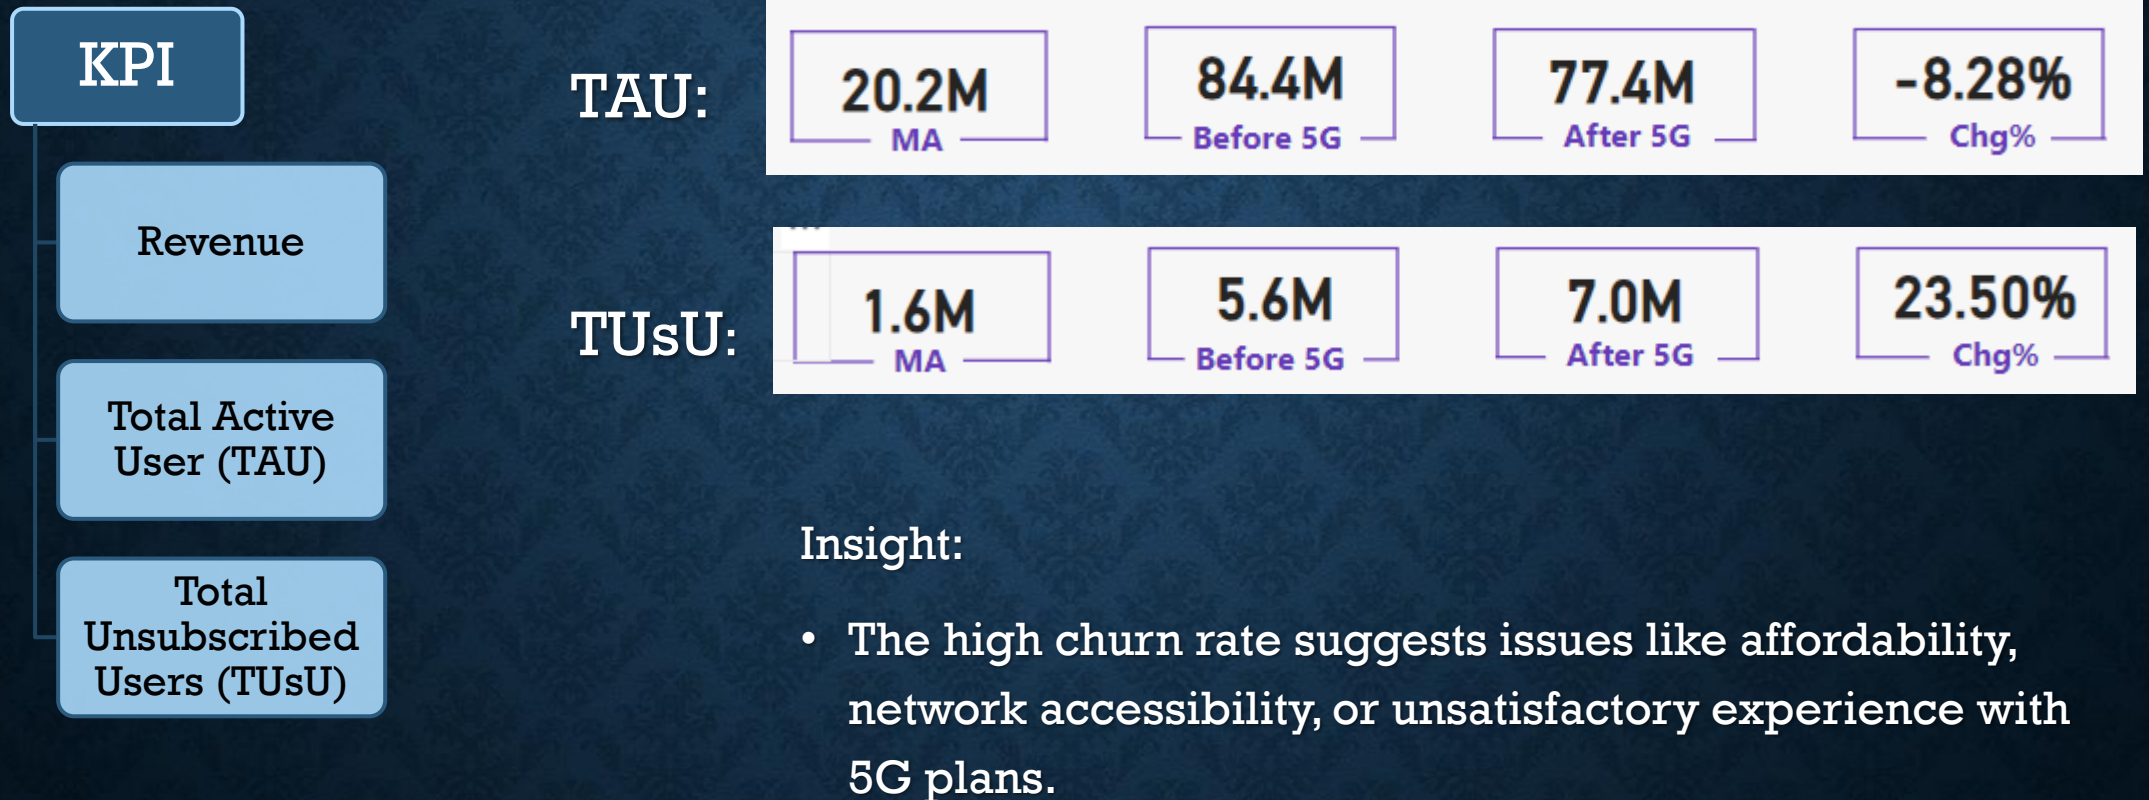 KPI
Revenue
Total Active
User (TAU)
Total
Unsubscribed
Users (TUsU)
TAU:
20.2M
MA
84.4M
Before 5G
77.4M
After 5G
-8.28%
Chg%
TUsU:
1.6M
MA
5.6M
Before 5G
7.0M
After 5G
23.50%
Chg%
Insight:
• The high churn rate suggests issues like affordability,
network accessibility, or unsatisfactory experience with
5G plans.